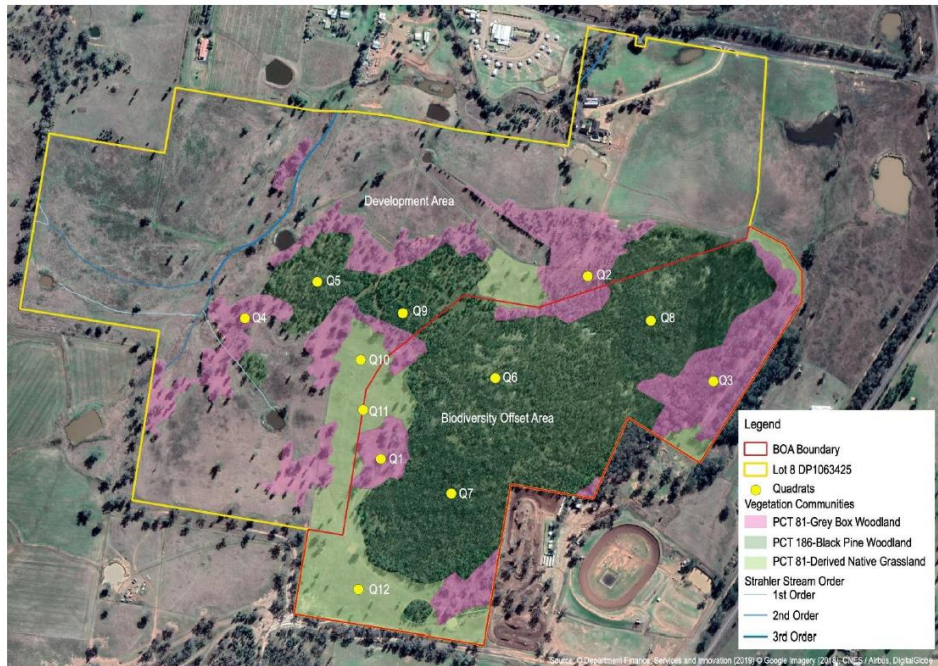 Development Area
Q5
Q2
Q4
Q9
Q8
Q10
Q6
Q3
Q11
Biodiversity Offset Area
Q1
Q7
Q12
Legend
BOA Boundary
Lot 8 DP1063425
Quadrats
Vegetation Communities
PCT 81-Grey Box Woodland
PCT 186-Black Pine Woodland
PCT 81-Derived Native Grassland
Strahler Stream Order
1st Order
2nd Order
3rd Order
Source: © Department Finance, Services and Innovation (2019) © Google Imagery (2018), CNES / Airbus, DigitalGlobe